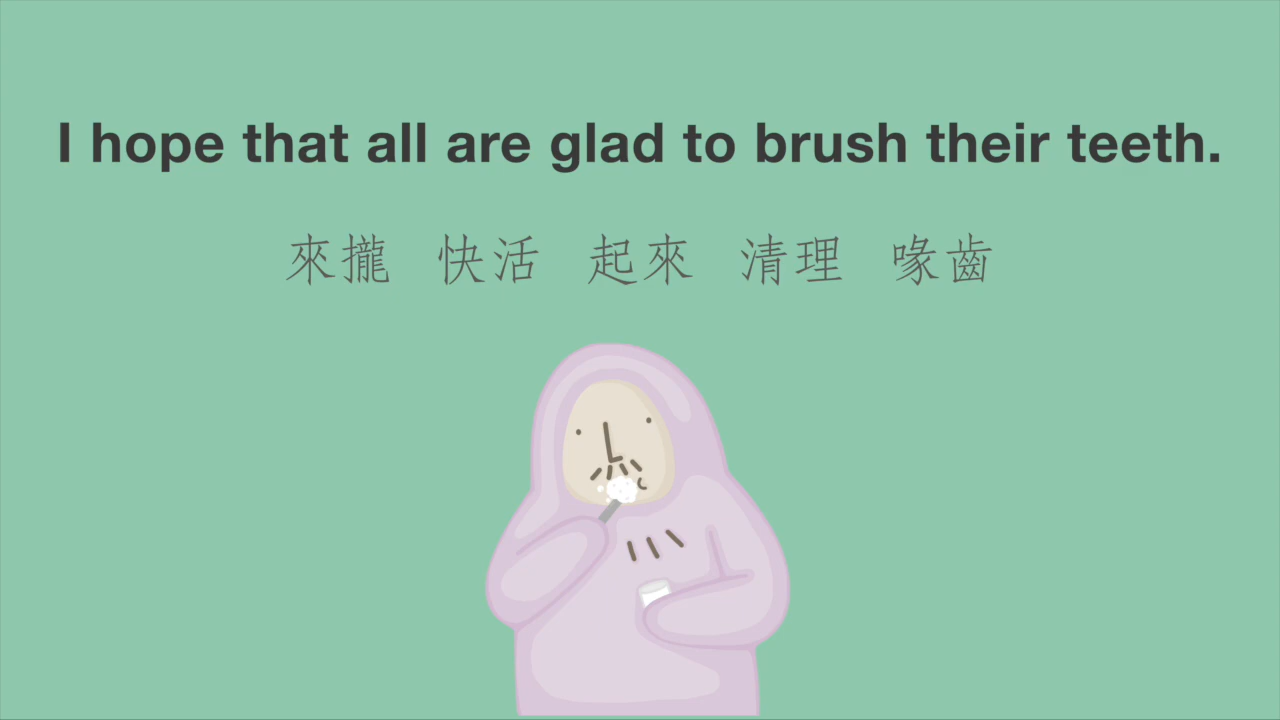 I hope that all are glad to brush their teeth.
來攏 快活 起來 清理 喙齒